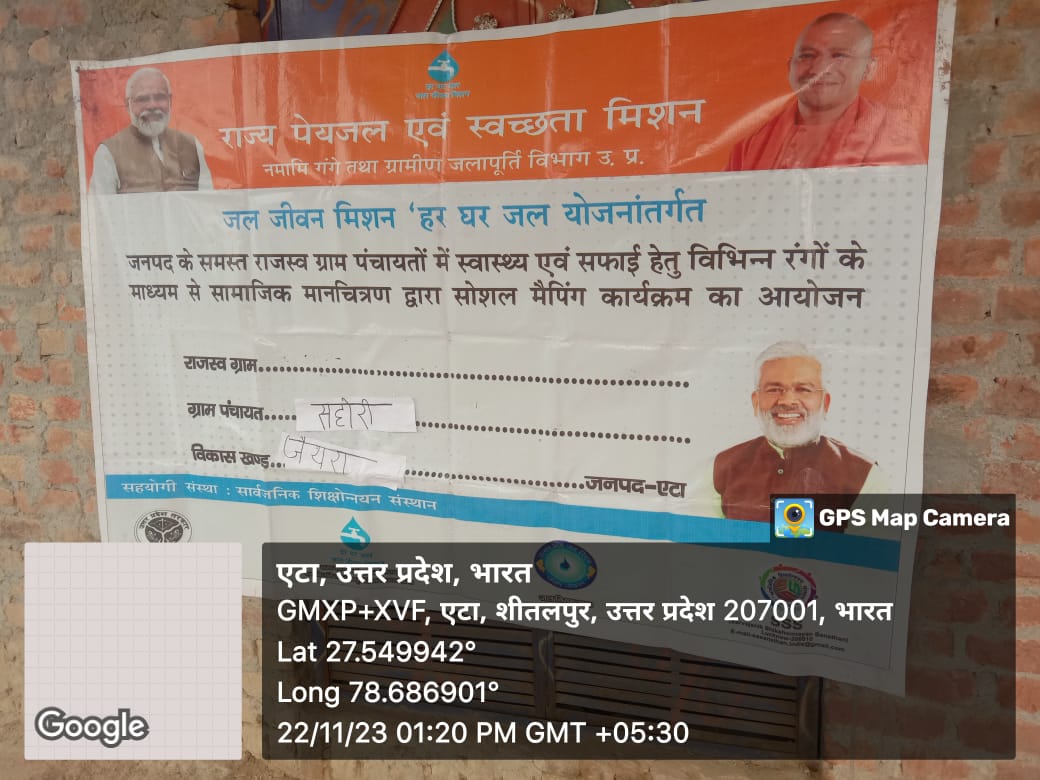 राज्य पेयजल एवं स्वच्छता मिशन
नमामि गंगे तथा ग्रामीण जलापूर्ति विभाग उ. प्र.
जल जीवन मिशन 'हर घर जल योजनांतर्गत
जनपद के समस्त राजस्व ग्राम पंचायतों में स्वास्थ्य एवं सफाई हेतु विभिन्न रंगों के
माध्यम से सामाजिक मानचित्रण द्वारा सोशल मैपिंग कार्यक्रम का आयोजन
राजस्व ग्राम
ग्राम पंचायत..... सहोरी
विकास खण्ड... जैथरा जनपद-एटा
सहयोगी संस्था : सार्वजनिक शिक्षोन्नयन संस्थान
GPS Map Camera
एटा, उत्तर प्रदेश, भारत
GMXP+XVF, एटा, शीतलपुर, उत्तर प्रदेश 207001, भारत
Lat 27.549942°
Long 78.686901°
22/11/23 01:20 PM GMT +05:30
Google